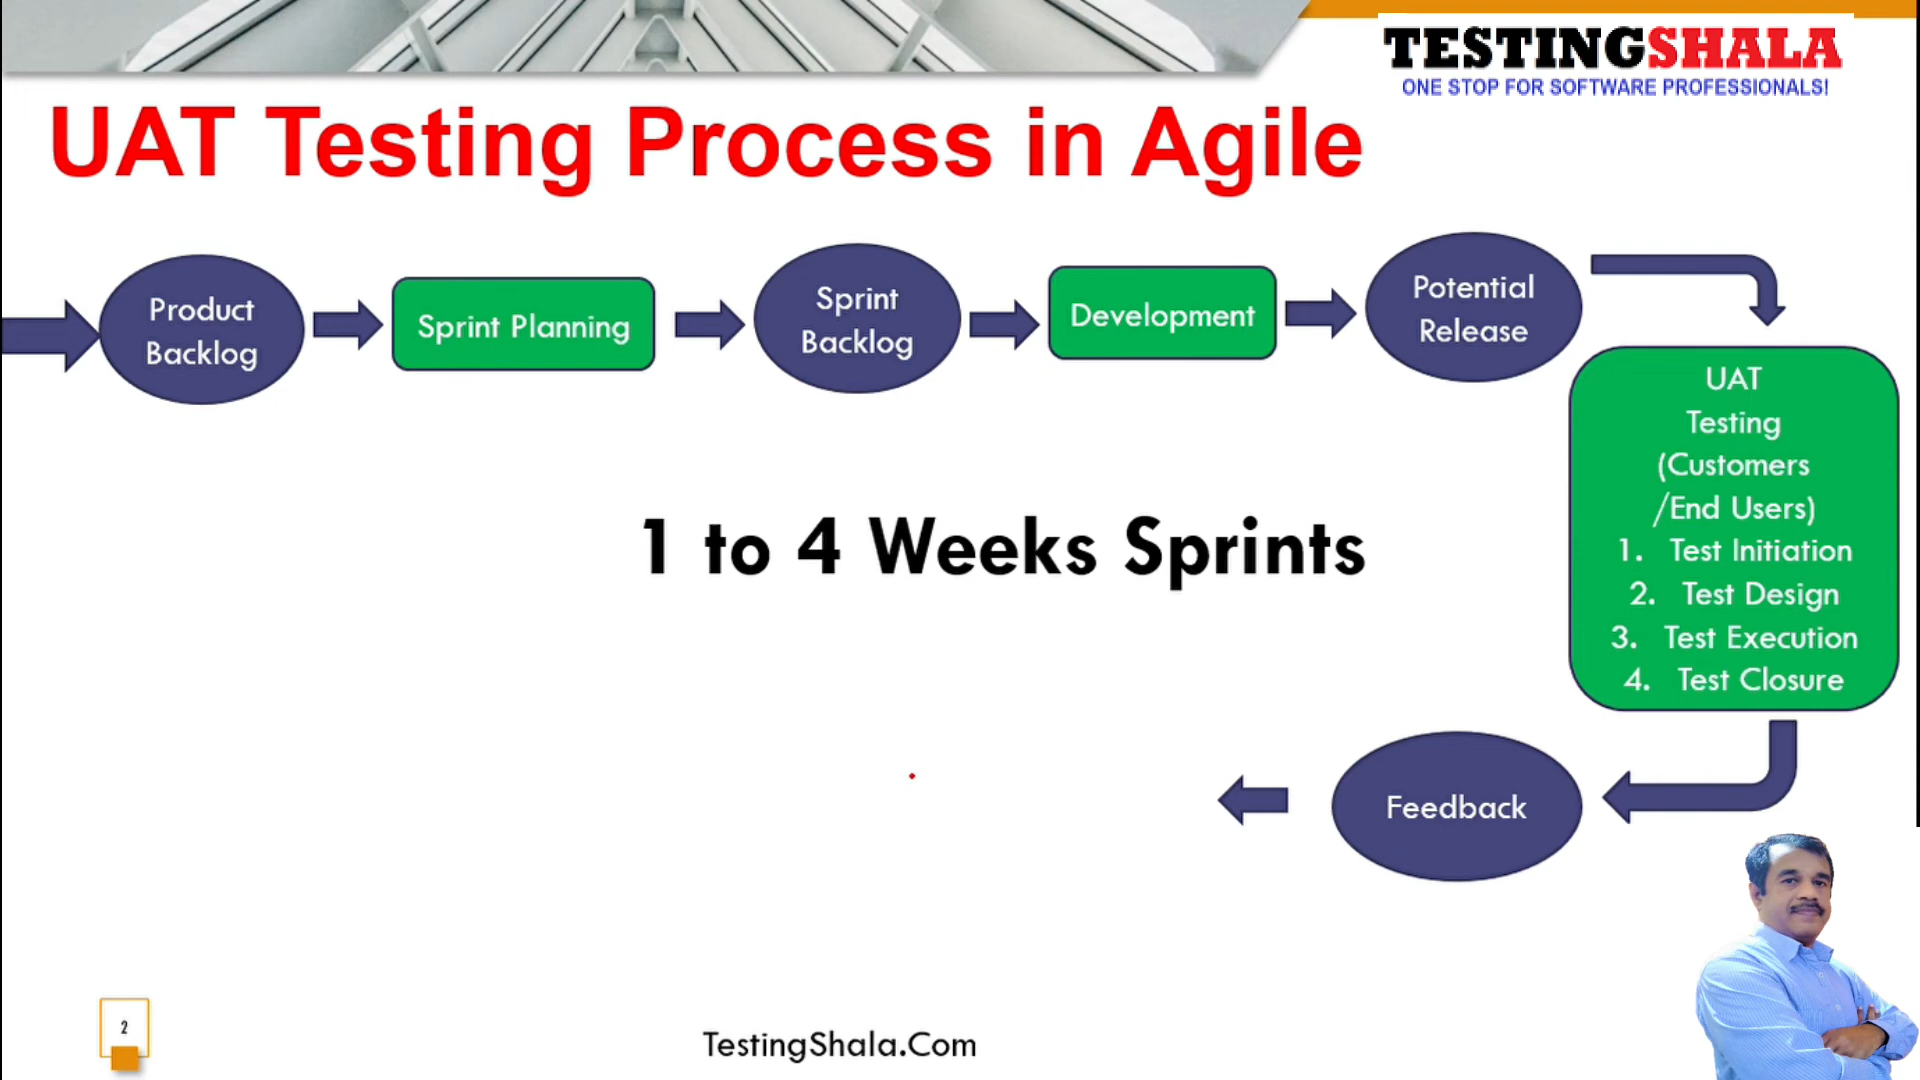 TESTINGSHALA
ONE STOP FOR SOFTWARE PROFESSIONALS!
UAT Testing Process in Agile
Product
Backlog
Sprint Planning
Sprint
Backlog
Development
Potential
Release
UAT
Testing
(Customers
/End Users)
1. Test Initiation
2. Test Design
3. Test Execution
4. Test Closure
1 to 4 Weeks Sprints
Feedback
2
TestingShala.Com